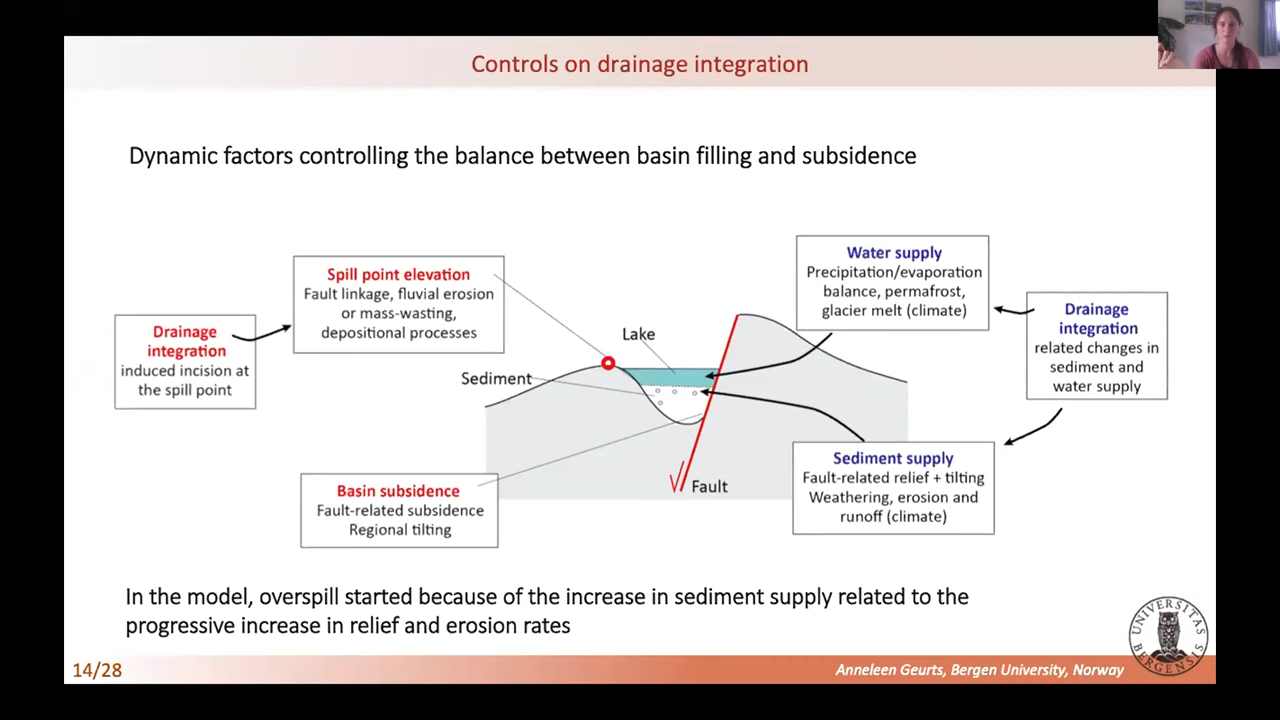 Controls on drainage integration
Dynamic factors controlling the balance between basin filling and subsidence
Drainage
integration
induced incision at
the spill point
Spill point elevation
Fault linkage, fluvial erosion
or mass-wasting,
depositional processes
Lake
Sediment
Fault
Basin subsidence
Fault-related subsidence
Regional tilting
Water supply
Precipitation/evaporation
balance, permafrost,
glacier melt (climate)
Drainage
integration
related changes in
sediment and
water supply
Sediment supply
Fault-related relief + tilting
Weathering, erosion and
runoff (climate)
In the model, overspill started because of the increase in sediment supply related to the
progressive increase in relief and erosion rates
UNIVERSITAS
BERGENSIS
14/28
Anneleen Geurts, Bergen University, Norway